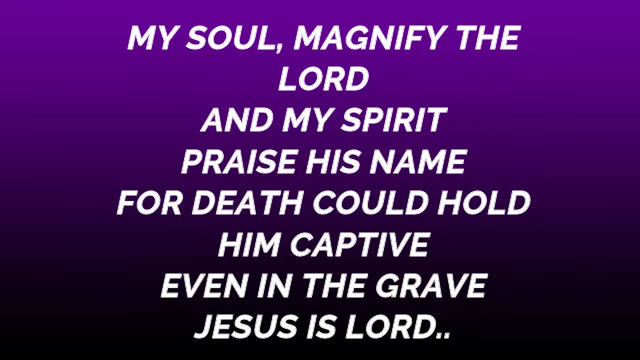 MY SOUL, MAGNIFY THE
LORD
AND MY SPIRIT
PRAISE HIS NAME
FOR DEATH COULD HOLD
HIM CAPTIVE
EVEN IN THE GRAVE
JESUS IS LORD..